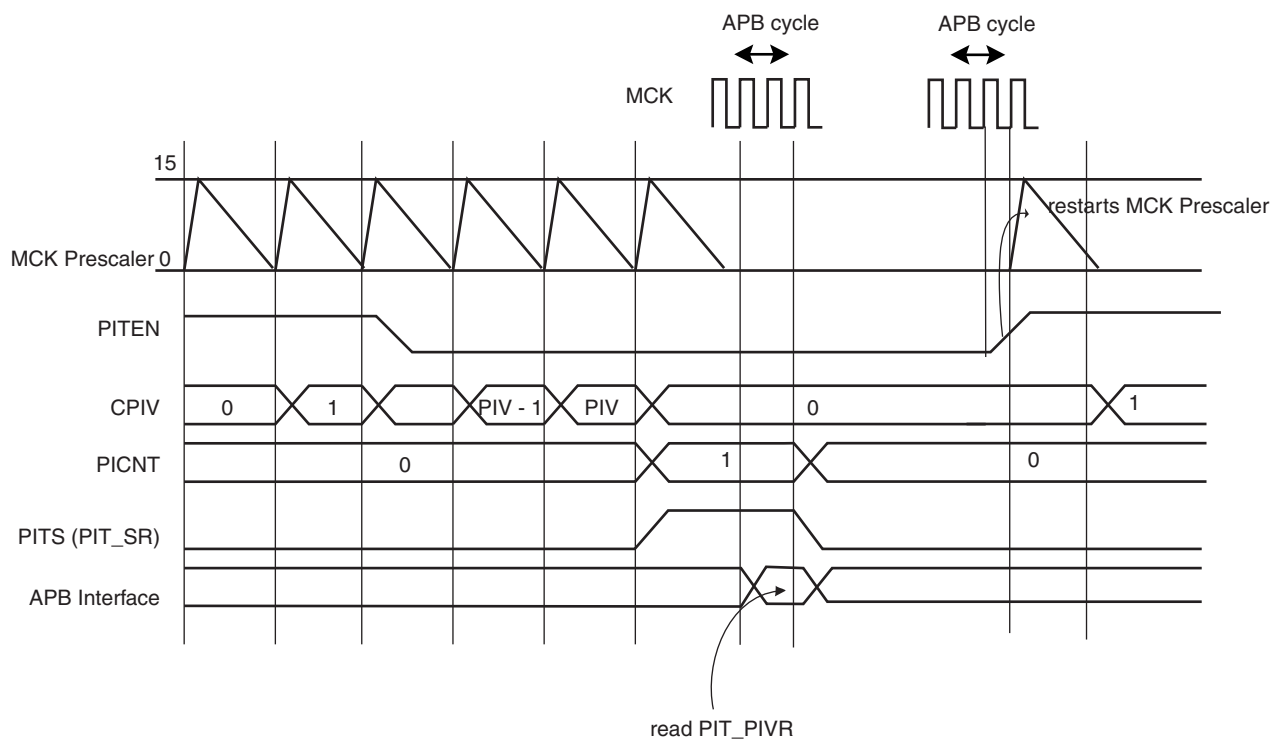 APB cycle
APB cycle
MCK
15
restarts MCK Prescaler
MCK Prescaler 0
PITEN
CPIV
0
1
PIV - 1
PIV
0
1
PICNT
0
1
0
PITS (PIT_SR)
APB Interface
read PIT_PIVR